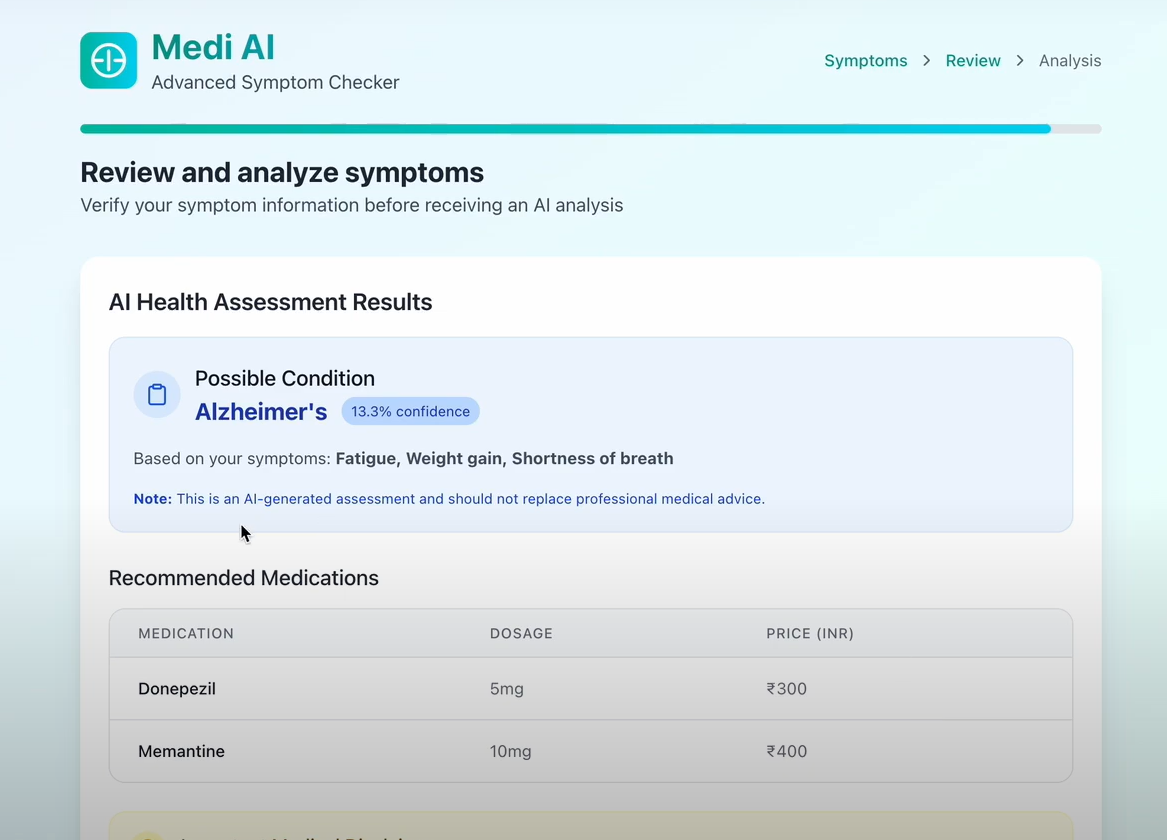 Medi AI
Advanced Symptom Checker
Symptoms > Review > Analysis
Review and analyze symptoms
Verify your symptom information before receiving an AI analysis
AI Health Assessment Results
Possible Condition
Alzheimer's 13.3% confidence
Based on your symptoms: Fatigue, Weight gain, Shortness of breath
Note: This is an AI-generated assessment and should not replace professional medical advice.
Recommended Medications
MEDICATION DOSAGE PRICE (INR)
Donepezil 5mg ₹300
Memantine 10mg ₹400